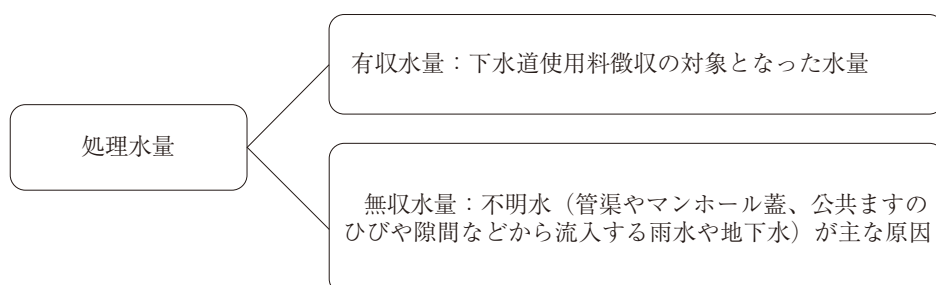 有収水量：下水道使用料徴収の対象となった水量
処理水量
無収水量：不明水（管渠やマンホール蓋、公共ますの
ひびや隙間などから流入する雨水や地下水）が主な原因